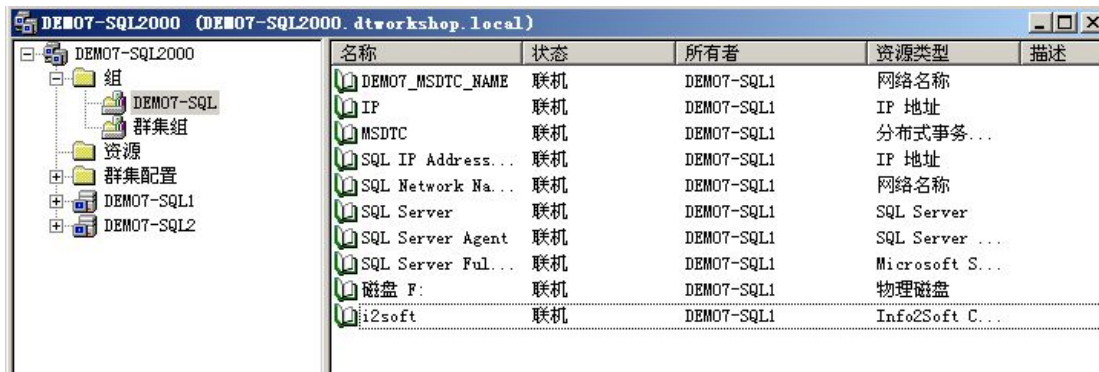 DEMO7-SQL2000 (DEMO7-SQL2000.dtworkshop.local)
DEMO7-SQL2000
组
DEMO7-SQL
群集组
资源
群集配置
DEMO7-SQL1
DEMO7-SQL2
名称 状态 所有者 资源类型 描述
DEMO7_MSDTC_NAME 联机 DEMO7-SQL1 网络名称
IP 联机 DEMO7-SQL1 IP 地址
MSDTC 联机 DEMO7-SQL1 分布式事务...
SQL IP Address... 联机 DEMO7-SQL1 IP 地址
SQL Network Na... 联机 DEMO7-SQL1 网络名称
SQL Server 联机 DEMO7-SQL1 SQL Server
SQL Server Agent 联机 DEMO7-SQL1 SQL Server ...
SQL Server Ful... 联机 DEMO7-SQL1 Microsoft S...
磁盘 F: 联机 DEMO7-SQL1 物理磁盘
i2soft 联机 DEMO7-SQL1 Info2Soft C...